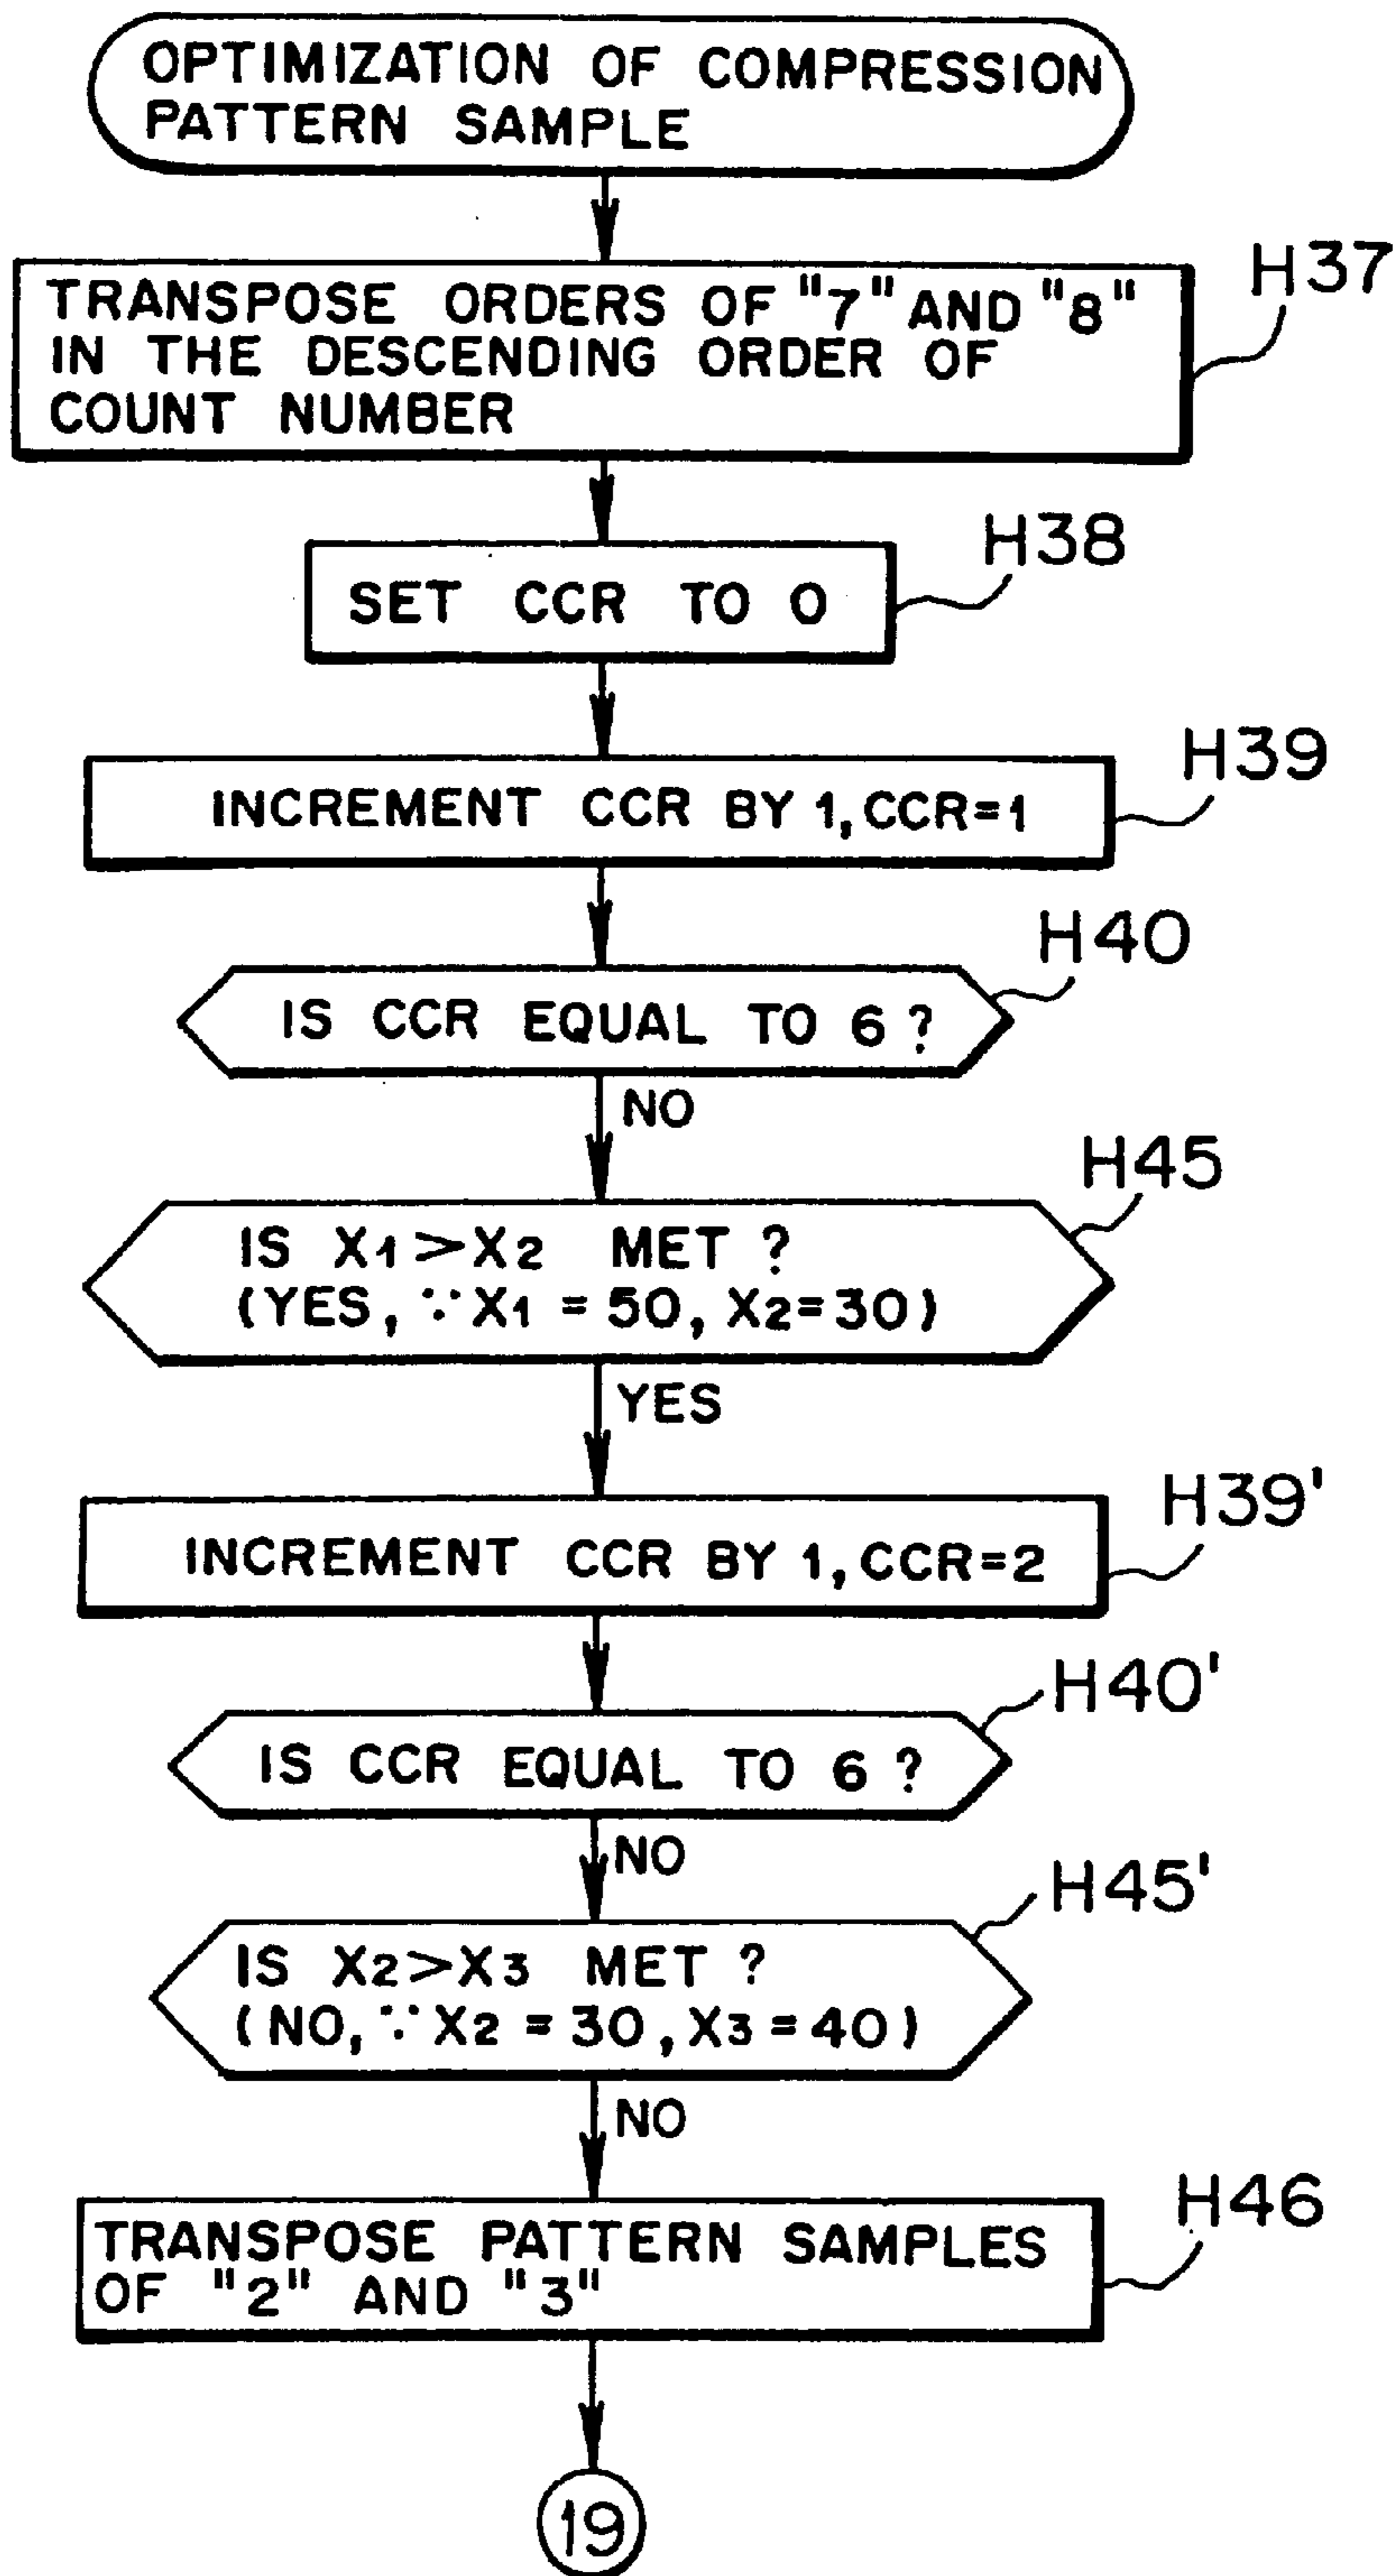 OPTIMIZATION OF COMPRESSION
PATTERN SAMPLE
H37
TRANSPOSE ORDERS OF "7" AND "8"
IN THE DESCENDING ORDER OF
COUNT NUMBER
H38
SET CCR TO 0
H39
INCREMENT CCR BY 1, CCR=1
H40
IS CCR EQUAL TO 6 ?
NO
H45
IS X1>X2 MET ?
(YES, ∵X1 = 50, X2=30)
YES
H39'
INCREMENT CCR BY 1, CCR=2
H40'
IS CCR EQUAL TO 6 ?
NO
H45'
IS X2>X3 MET ?
(NO, ∵X2 = 30, X3 = 40)
NO
H46
TRANSPOSE PATTERN SAMPLES
OF "2" AND "3"
19